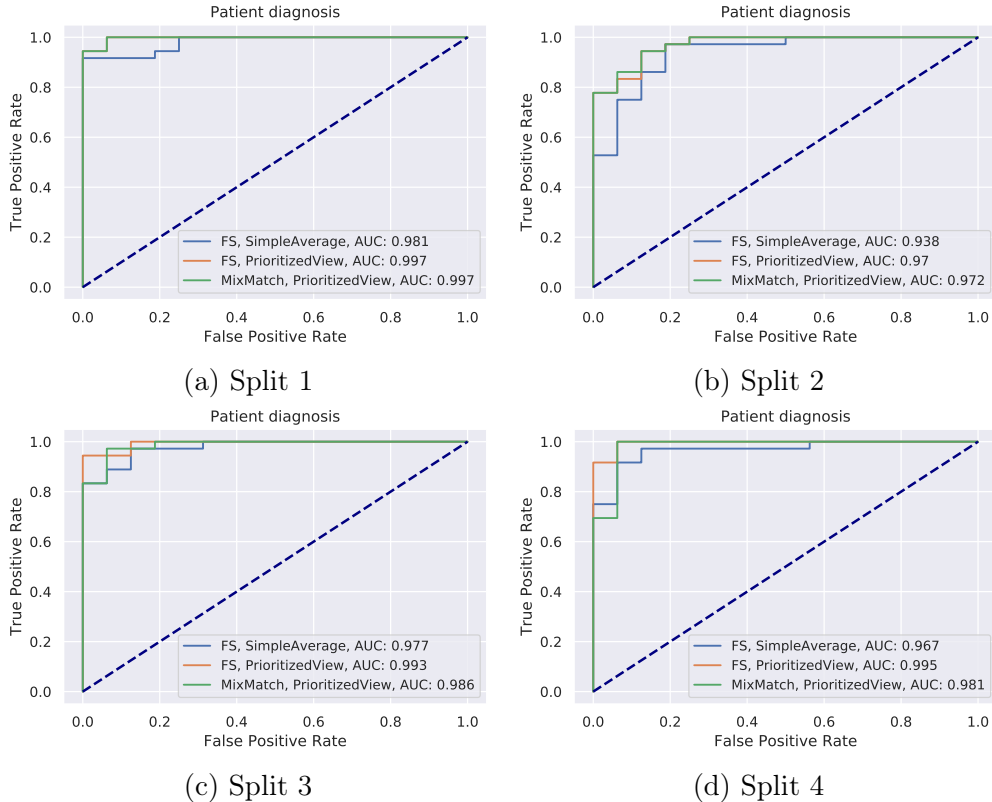 Patient diagnosis
True Positive Rate
1.0
0.8
0.6
0.4
0.2
0.0
FS, SimpleAverage, AUC: 0.981
FS, PrioritizedView, AUC: 0.997
MixMatch, PrioritizedView, AUC: 0.997
0.0 0.2 0.4 0.6 0.8 1.0
False Positive Rate
(a) Split 1
Patient diagnosis
True Positive Rate
1.0
0.8
0.6
0.4
0.2
0.0
FS, SimpleAverage, AUC: 0.938
FS, PrioritizedView, AUC: 0.97
MixMatch, PrioritizedView, AUC: 0.972
0.0 0.2 0.4 0.6 0.8 1.0
False Positive Rate
(b) Split 2
Patient diagnosis
True Positive Rate
1.0
0.8
0.6
0.4
0.2
0.0
FS, SimpleAverage, AUC: 0.977
FS, PrioritizedView, AUC: 0.993
MixMatch, PrioritizedView, AUC: 0.986
0.0 0.2 0.4 0.6 0.8 1.0
False Positive Rate
(c) Split 3
Patient diagnosis
True Positive Rate
1.0
0.8
0.6
0.4
0.2
0.0
FS, SimpleAverage, AUC: 0.967
FS, PrioritizedView, AUC: 0.995
MixMatch, PrioritizedView, AUC: 0.981
0.0 0.2 0.4 0.6 0.8 1.0
False Positive Rate
(d) Split 4